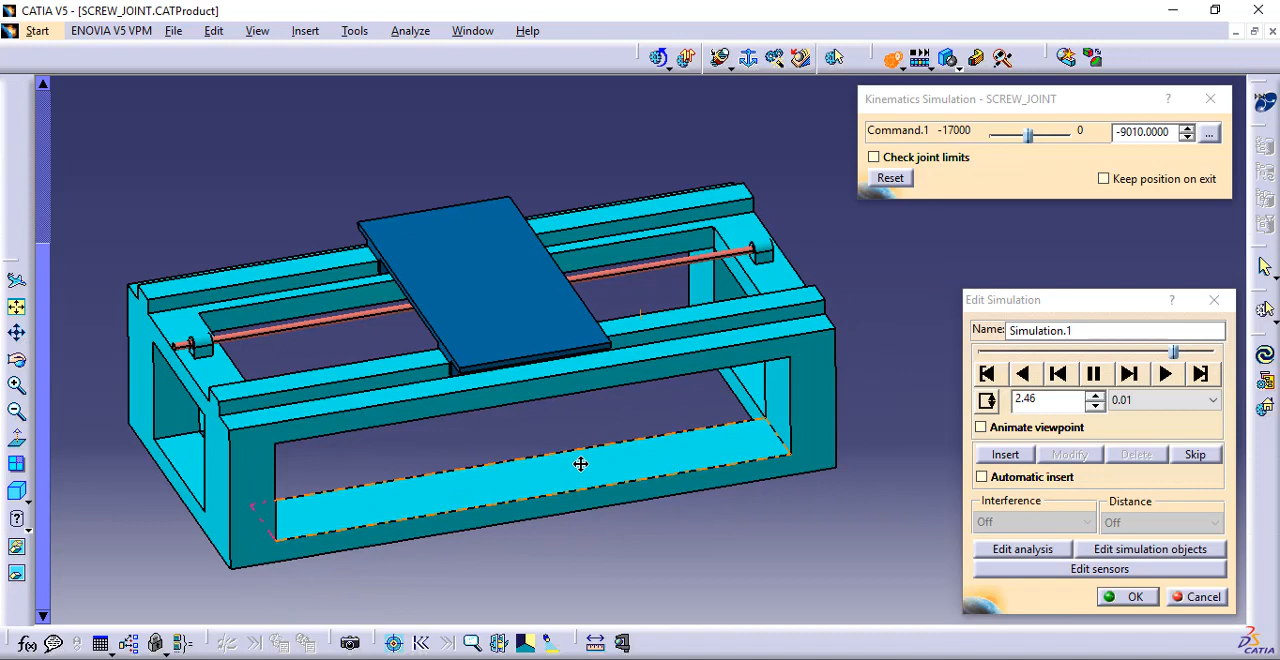 CATIA V5 - [SCREW_JOINT.CATProduct]
Start ENOVIA V5 VPM File Edit View Insert Tools Analyze Window Help
Kinematics Simulation - SCREW_JOINT
Command.1 -17000 0 -9010.0000 ...
Check joint limits
Reset Keep position on exit
Edit Simulation
Name: Simulation.1
2.46 0.01
Animate viewpoint
Insert Modify Delete Skip
Automatic insert
Interference Distance
Off Off
Edit analysis Edit simulation objects
Edit sensors
OK Cancel
f(x)
CATIA